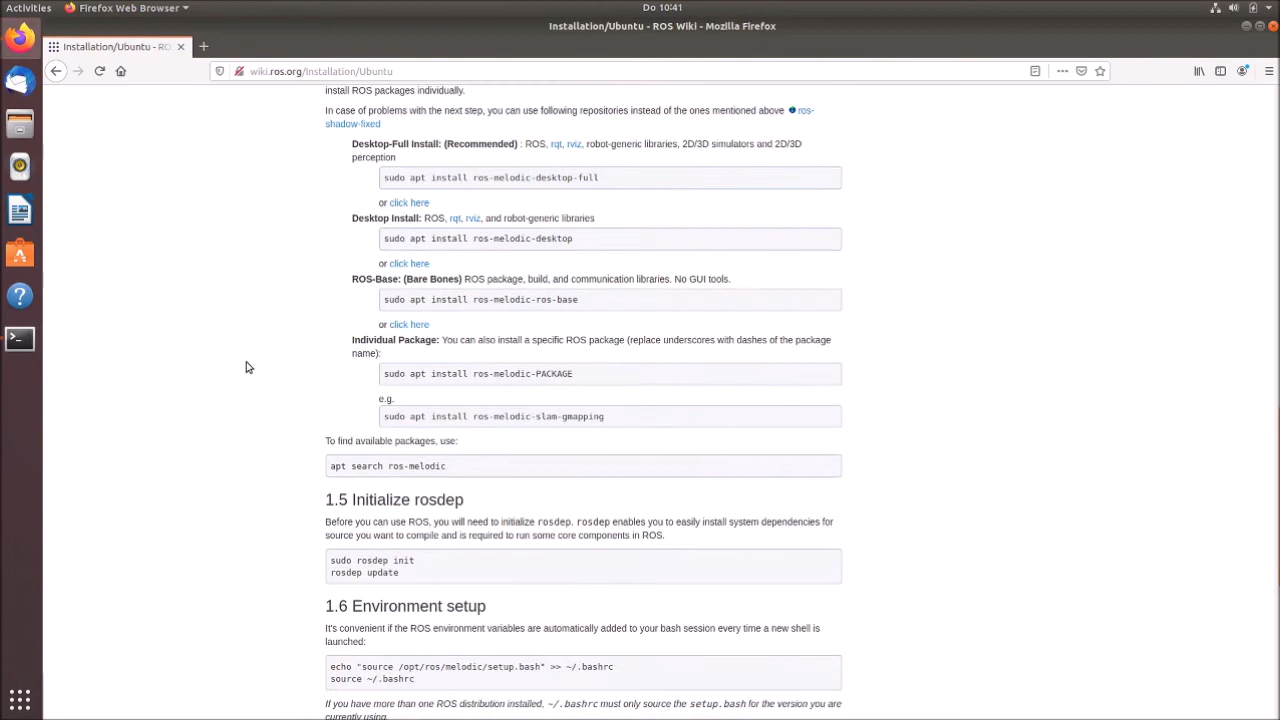 Activities Firefox Web Browser Do 10:41
Installation/Ubuntu - ROS Wiki - Mozilla Firefox
Installation/Ubuntu - RO
wiki.ros.org/Installation/Ubuntu
install ROS packages individually.
In case of problems with the next step, you can use following repositories instead of the ones mentioned above ros-
shadow-fixed
Desktop-Full Install: (Recommended) : ROS, rqt, rviz, robot-generic libraries, 2D/3D simulators and 2D/3D
perception
sudo apt install ros-melodic-desktop-full
or click here
Desktop Install: ROS, rqt, rviz, and robot-generic libraries
sudo apt install ros-melodic-desktop
or click here
ROS-Base: (Bare Bones) ROS package, build, and communication libraries. No GUI tools.
sudo apt install ros-melodic-ros-base
or click here
Individual Package: You can also install a specific ROS package (replace underscores with dashes of the package
name):
sudo apt install ros-melodic-PACKAGE
e.g.
sudo apt install ros-melodic-slam-gmapping
To find available packages, use:
apt search ros-melodic
1.5 Initialize rosdep
Before you can use ROS, you will need to initialize rosdep. rosdep enables you to easily install system dependencies for
source you want to compile and is required to run some core components in ROS.
sudo rosdep init
rosdep update
1.6 Environment setup
It's convenient if the ROS environment variables are automatically added to your bash session every time a new shell is
launched:
echo "source /opt/ros/melodic/setup.bash" >> ~/.bashrc
source ~/.bashrc
If you have more than one ROS distribution installed, ~/.bashrc must only source the setup.bash for the version you are
currently using.